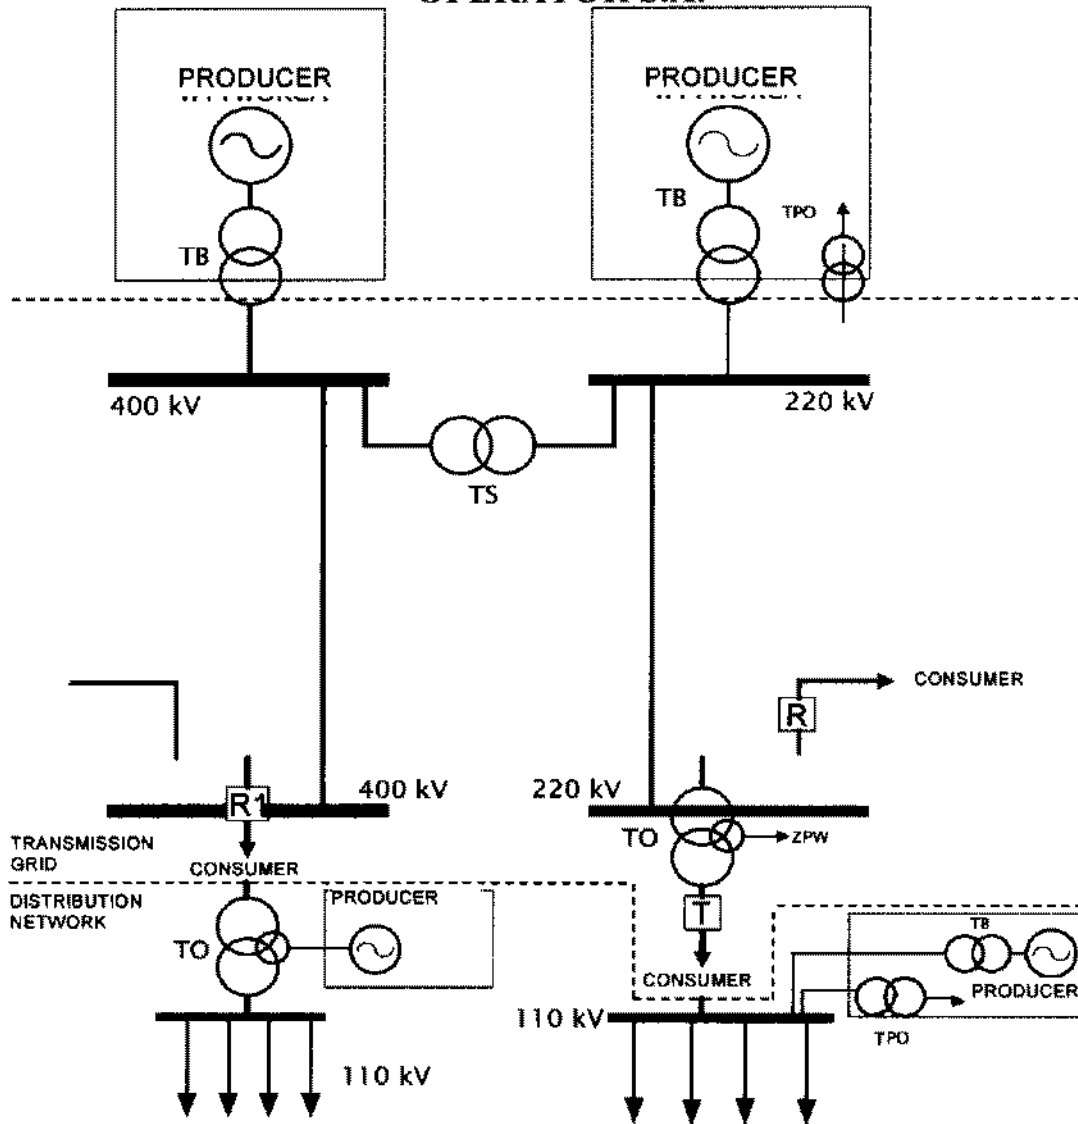 PRODUCER
PRODUCER
TB
TB
TPO
400 kV
220 kV
TS
CONSUMER
R
R1
400 kV
220 kV
TO
ZPW
TRANSMISSION
GRID
CONSUMER
DISTRIBUTION
NETWORK
PRODUCER
T
TO
CONSUMER
TB
PRODUCER
TPO
110 kV
110 kV